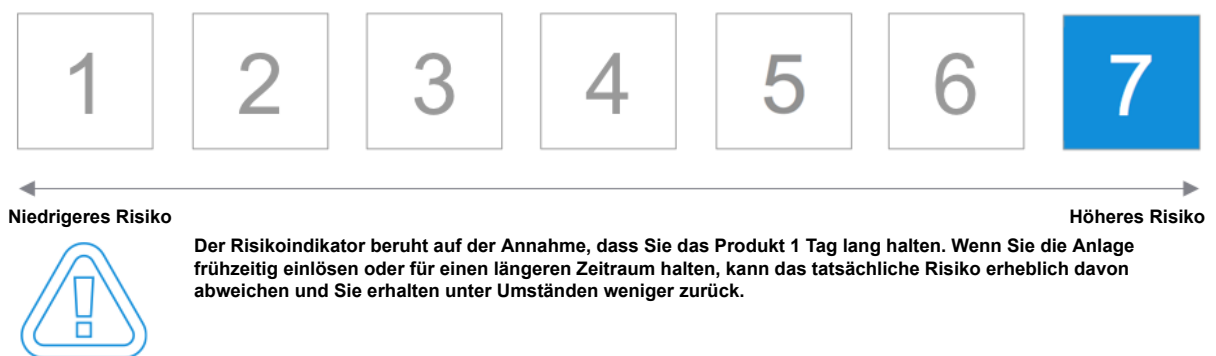 1 2 3 4 5 6 7
Niedrigeres Risiko Höheres Risiko
Der Risikoindikator beruht auf der Annahme, dass Sie das Produkt 1 Tag lang halten. Wenn Sie die Anlage
frühzeitig einlösen oder für einen längeren Zeitraum halten, kann das tatsächliche Risiko erheblich davon
abweichen und Sie erhalten unter Umständen weniger zurück.